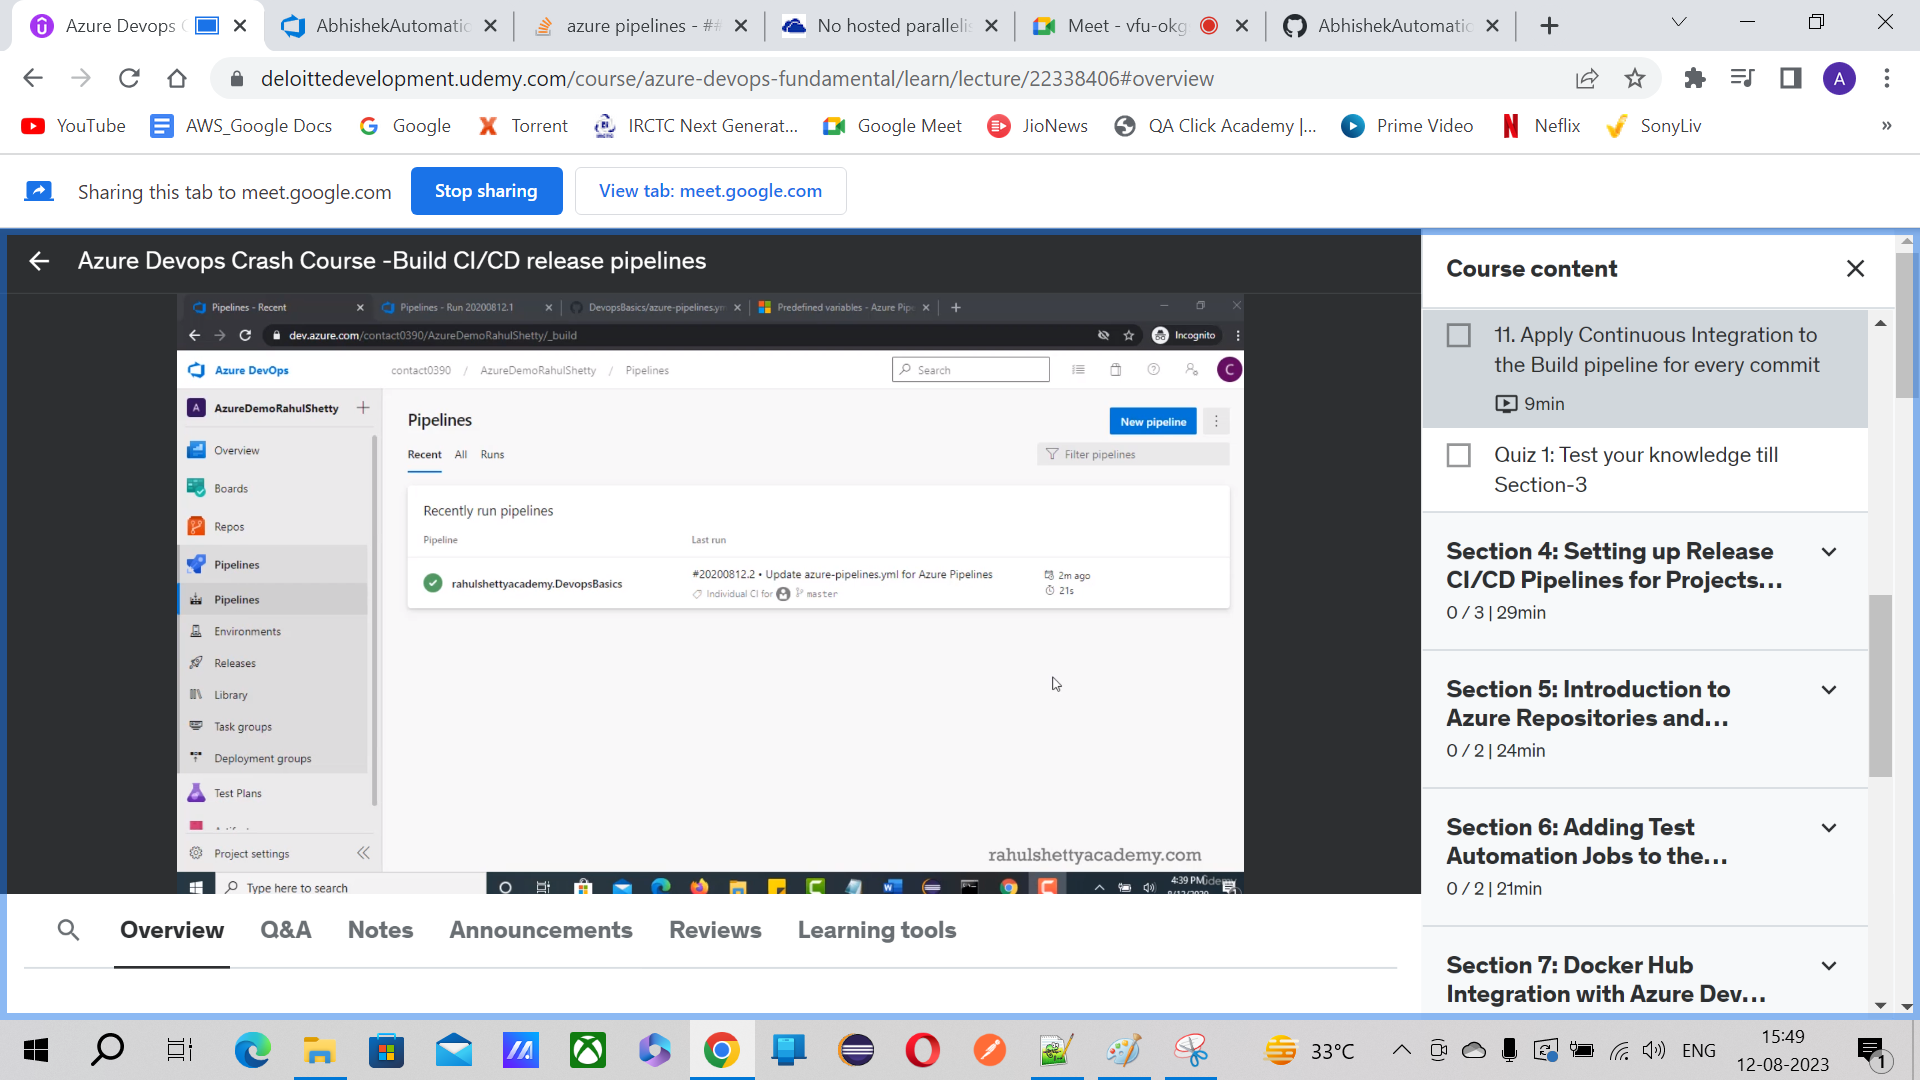 Azure Devops C
AbhishekAutomatic
azure pipelines - ##
No hosted parallelis
Meet - vfu-okg
AbhishekAutomatic
deloittedevelopment.udemy.com/course/azure-devops-fundamental/learn/lecture/22338406#overview
A
YouTube
AWS_Google Docs
Google
Torrent
IRCTC Next Generat...
Google Meet
JioNews
QA Click Academy |...
Prime Video
Neflix
SonyLiv
»
Sharing this tab to meet.google.com
Stop sharing
View tab: meet.google.com
Azure Devops Crash Course -Build CI/CD release pipelines
Pipelines - Recent
Pipelines - Run 20200812.1
DevopsBasics/azure-pipelines.ym
Predefined variables - Azure Pip
dev.azure.com/contact0390/AzureDemoRahulShetty/_build
Incognito
Azure DevOps
contact0390 / AzureDemoRahulShetty / Pipelines
Search
C
A AzureDemoRahulShetty
Overview
Boards
Repos
Pipelines
Pipelines
Environments
Releases
Library
Task groups
Deployment groups
Test Plans
Project settings
Pipelines
New pipeline
Recent All Runs
Filter pipelines
Recently run pipelines
Pipeline
Last run
rahulshettyacademy.DevopsBasics
#20200812.2 • Update azure-pipelines.yml for Azure Pipelines
Individual CI for master
2m ago
21s
rahulshettyacademy.com
Type here to search
4:39 PM
Course content
11. Apply Continuous Integration to
the Build pipeline for every commit
9min
Quiz 1: Test your knowledge till
Section-3
Section 4: Setting up Release
CI/CD Pipelines for Projects...
0 / 3 | 29min
Section 5: Introduction to
Azure Repositories and...
0 / 2 | 24min
Section 6: Adding Test
Automation Jobs to the...
0 / 2 | 21min
Section 7: Docker Hub
Integration with Azure Dev...
Overview
Q&A
Notes
Announcements
Reviews
Learning tools
33°C
ENG
15:49
12-08-2023
1